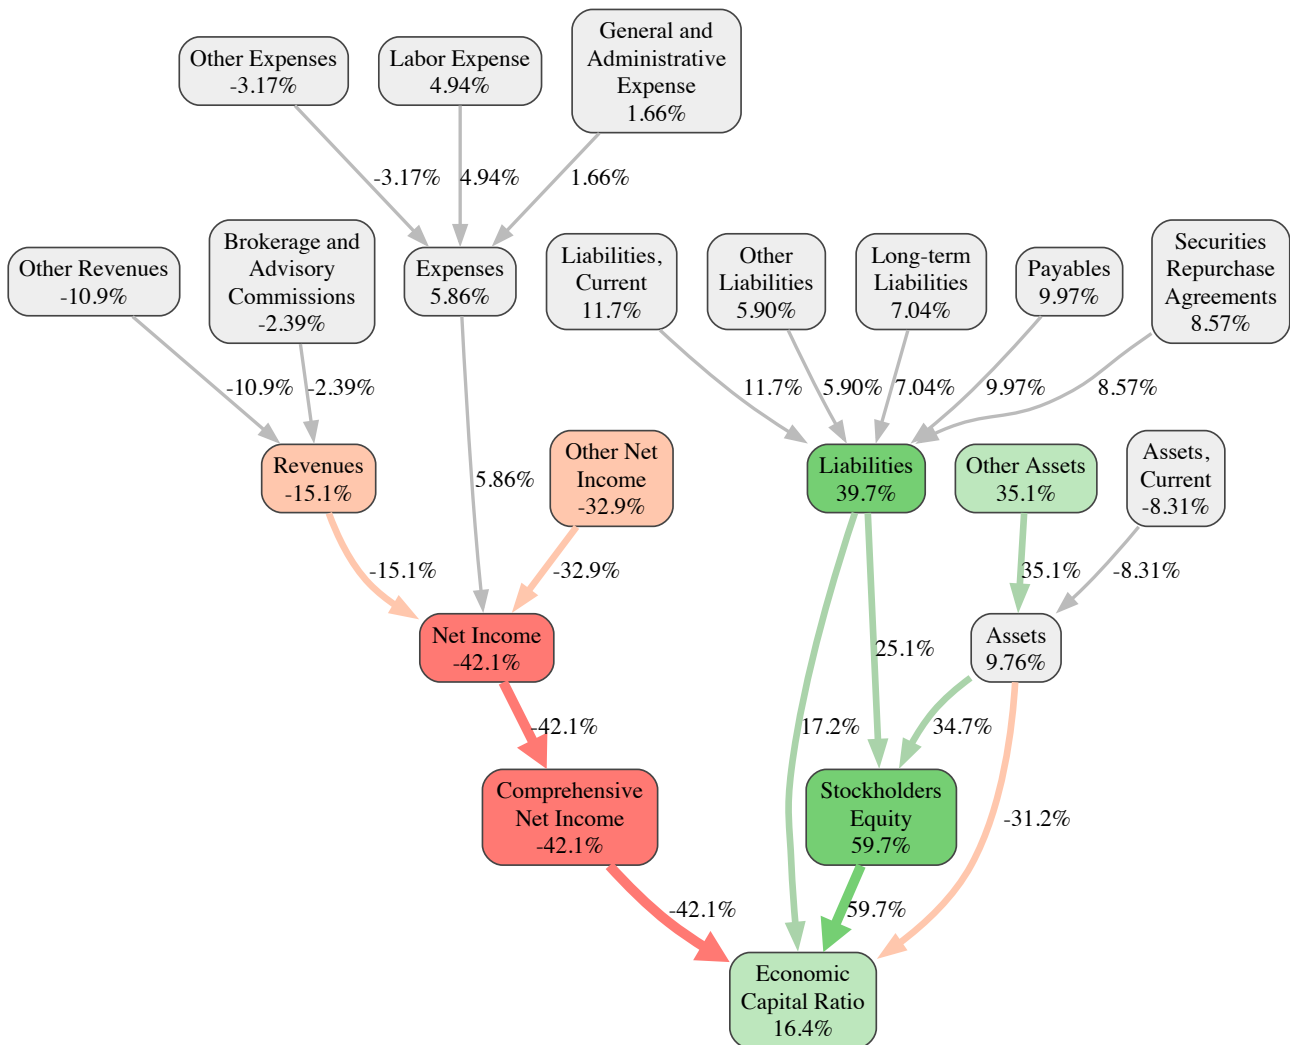 General and
Other Expenses
Labor Expense
Administrative
-3.17%
4.94%
Expense
1.66%
-3.17%
4.94%
1.66%
Other Revenues
-10.9%
Brokerage and
Advisory
Commissions
-2.39%
Expenses
5.86%
Liabilities,
Current
11.7%
Other
Liabilities
5.90%
Long-term
Liabilities
7.04%
Payables
9.97%
Securities
Repurchase
Agreements
8.57%
-10.9%
-2.39%
11.7%
5.90%
7.04%
9.97%
8.57%
Revenues
-15.1%
5.86%
Other Net
Income
-32.9%
Liabilities
39.7%
Other Assets
35.1%
Assets,
Current
-8.31%
-15.1%
-32.9%
35.1%
-8.31%
Net Income
-42.1%
25.1%
Assets
9.76%
-42.1%
17.2%
34.7%
Comprehensive
Net Income
-42.1%
Stockholders
Equity
59.7%
-31.2%
-42.1%
59.7%
Economic
Capital Ratio
16.4%